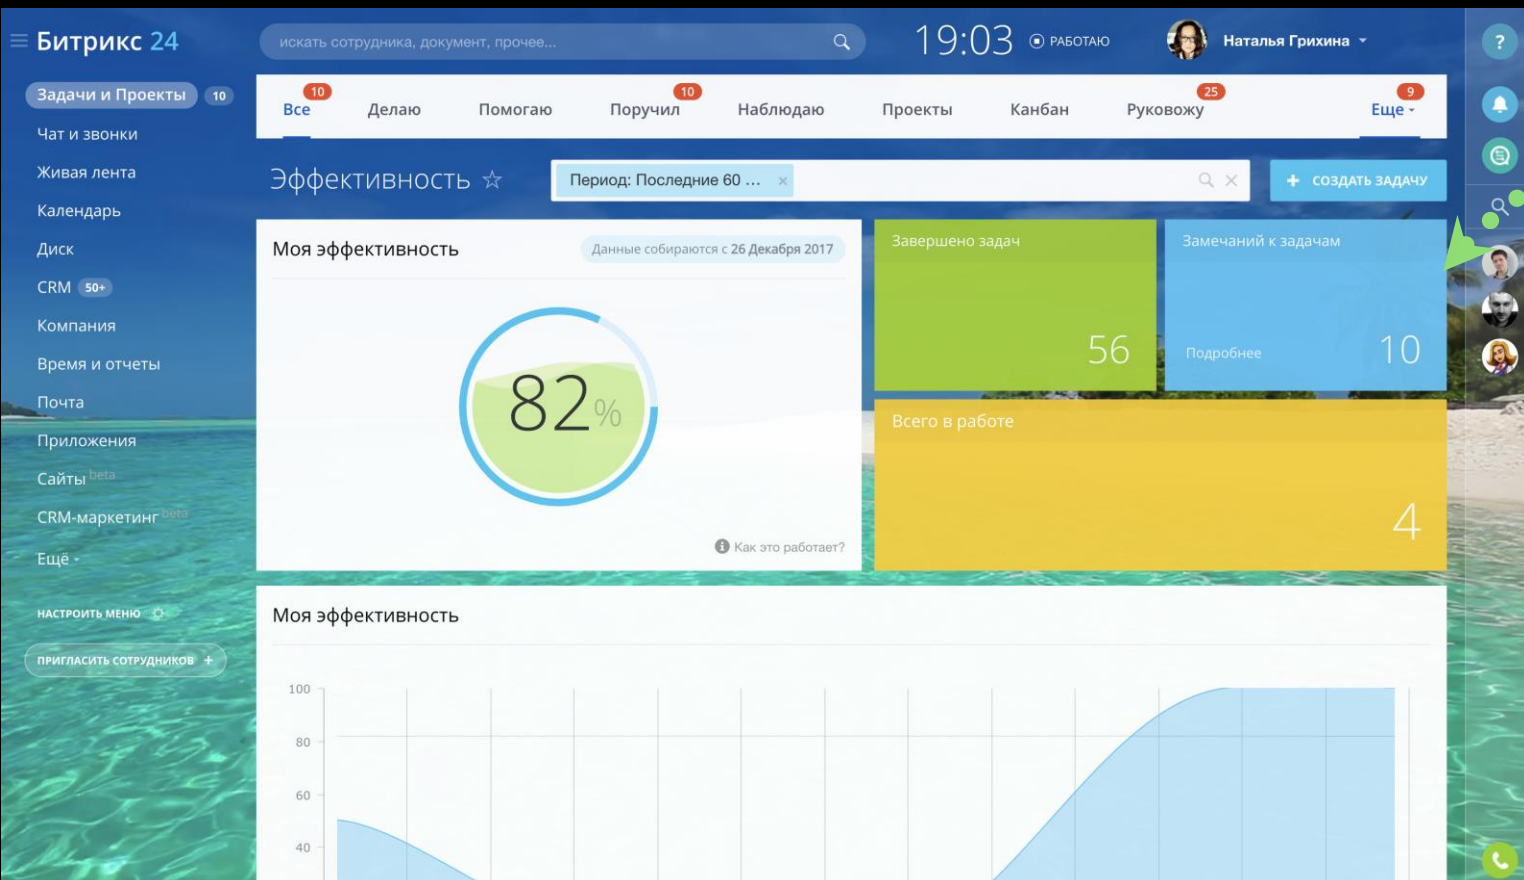 Битрикс 24
искать сотрудника, документ, прочее...
19:03 РАБОТАЮ
Наталья Грихина
?
Задачи и Проекты 10
Чат и звонки
Живая лента
Календарь
Диск
CRM 50+
Компания
Время и отчеты
Почта
Приложения
Сайты beta
CRM-маркетинг beta
Ещё
НАСТРОИТЬ МЕНЮ
ПРИГЛАСИТЬ СОТРУДНИКОВ +
10 10 25 9
Все Делаю Помогаю Поручил Наблюдаю Проекты Канбан Руковожу Еще
Эффективность
Период: Последние 60 ... ×
+ СОЗДАТЬ ЗАДАЧУ
Моя эффективность
Данные собираются с 26 Декабря 2017
82%
Как это работает?
Завершено задач
56
Замечаний к задачам
Подробнее 10
Всего в работе
4
Моя эффективность
100
80
60
40